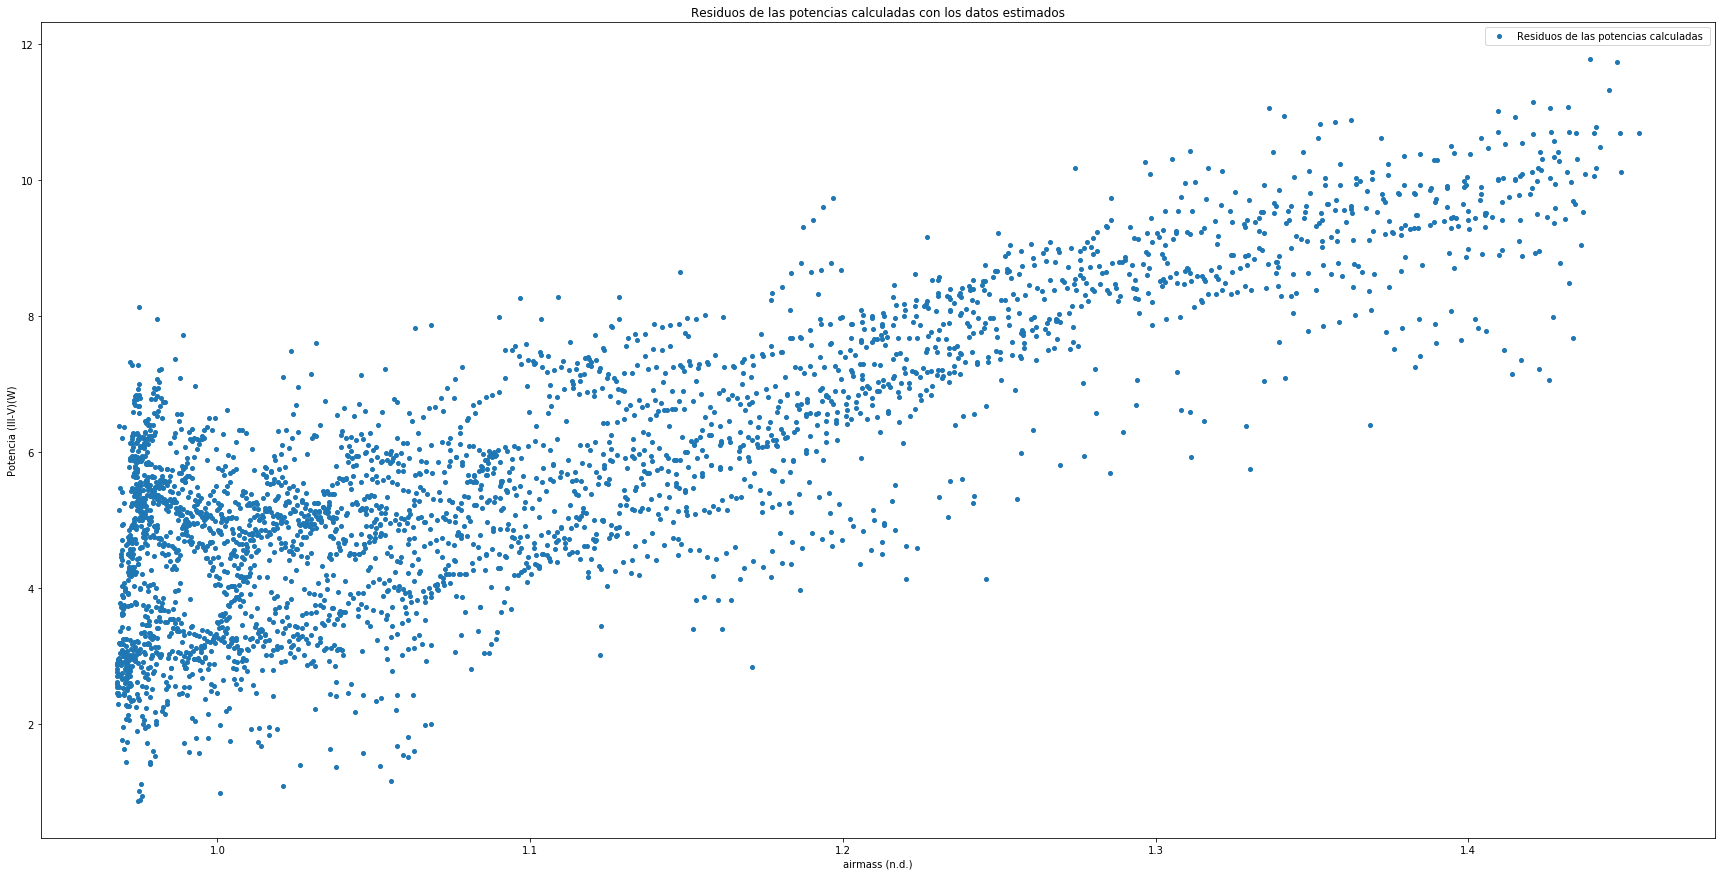 Residuos de las potencias calculadas con los datos estimados
Residuos de las potencias calculadas
12
10
8
6
4
2
Potencia (III-V)(W)
1.0 1.1 1.2 1.3 1.4
airmass (n.d.)